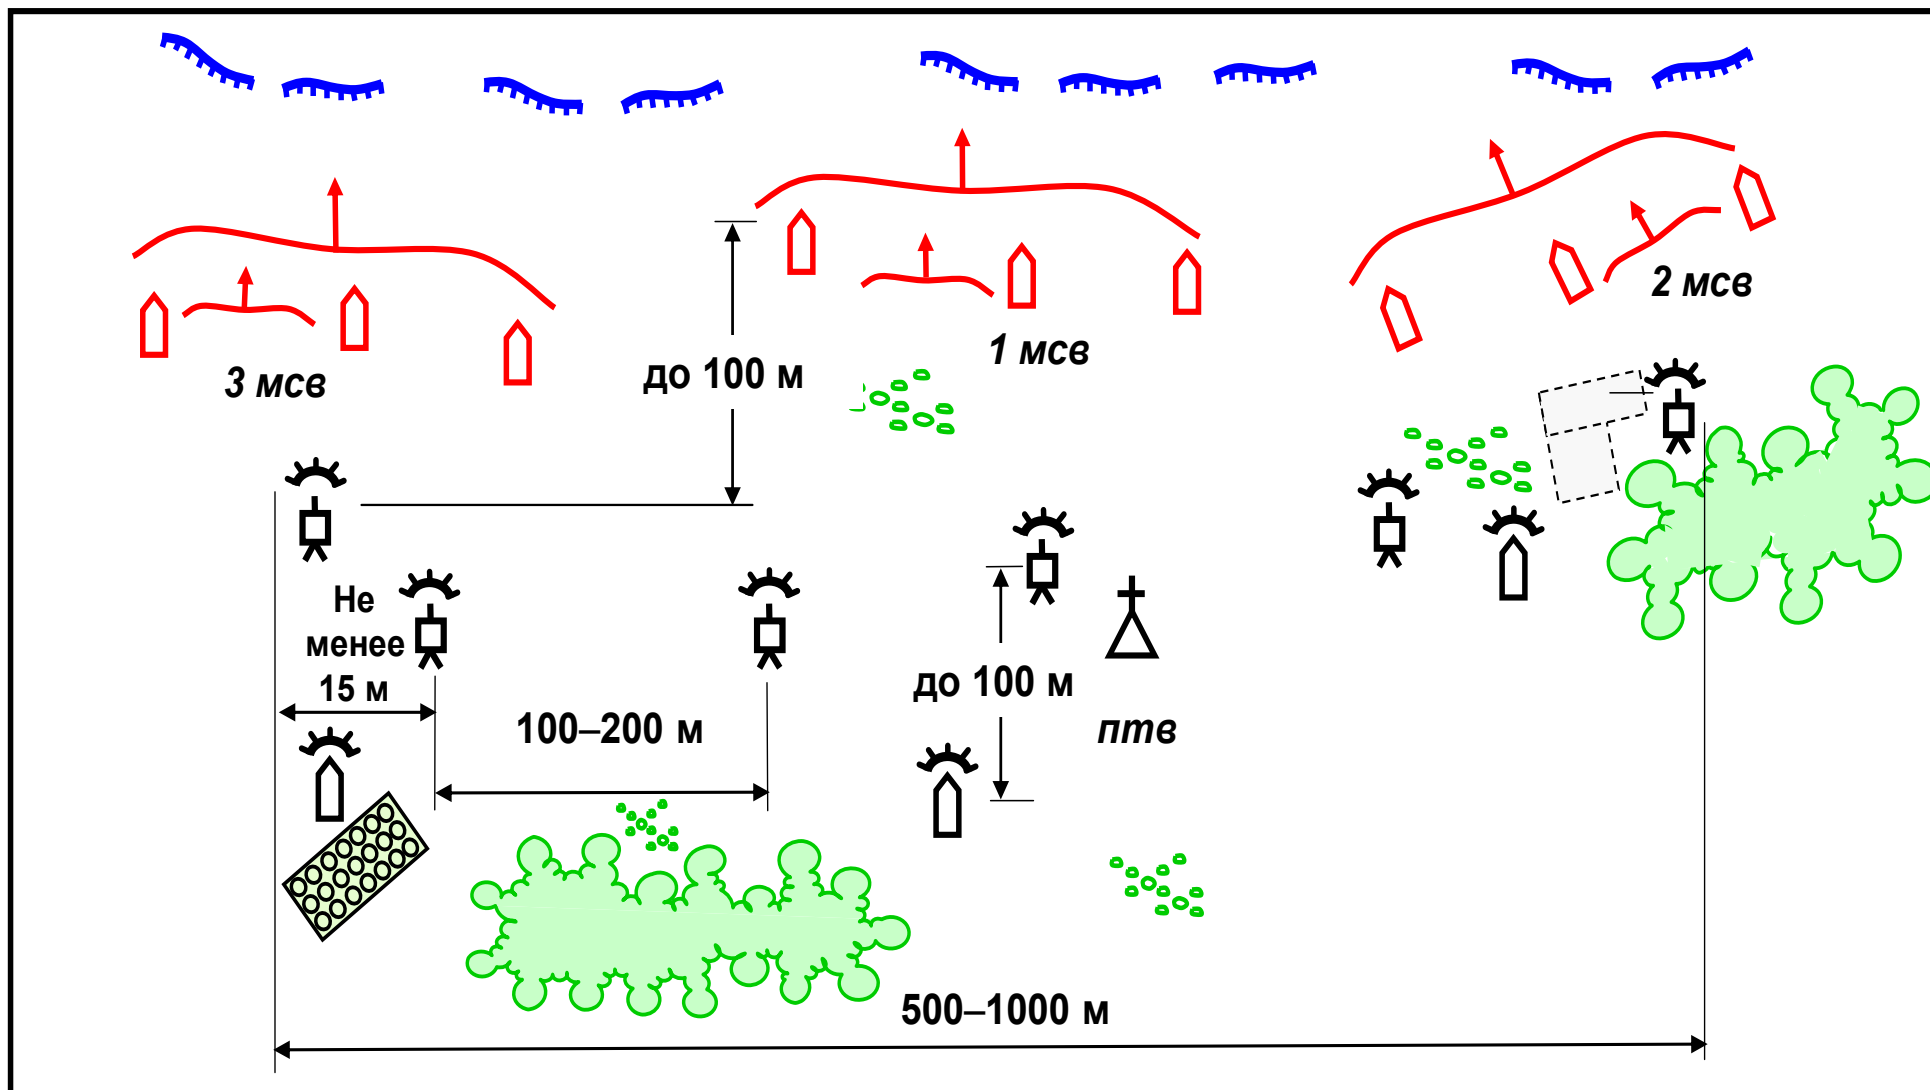 2 мсв
1 мсв
до 100 м
3 мсв
Не
менее
15 м
до 100 м
100–200 м
птв
500–1000 м